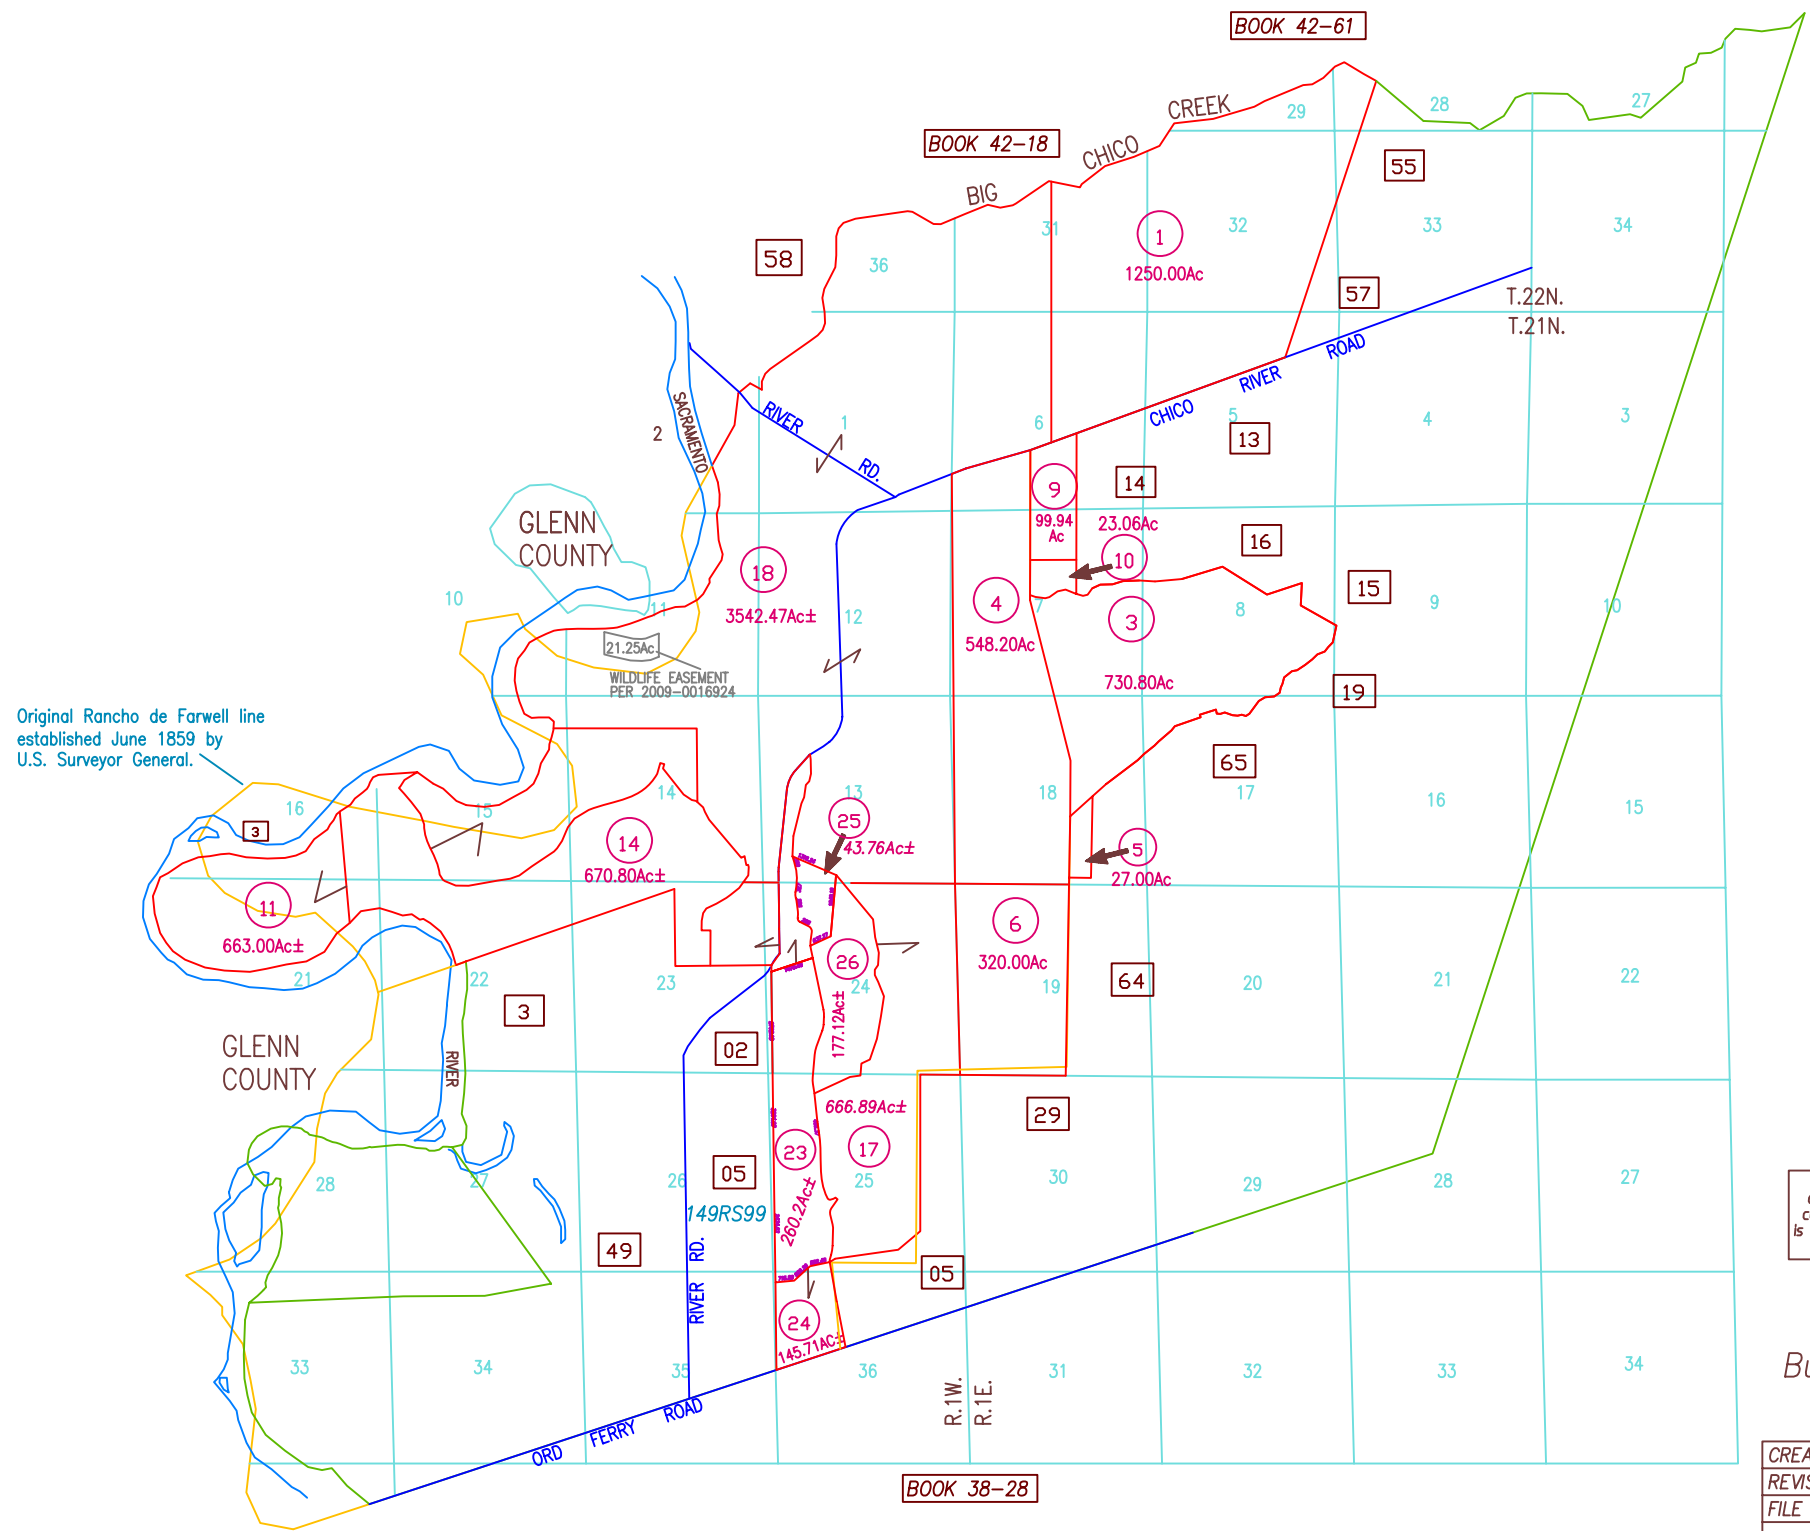 BOOK 42-61
CREEK
29
28
27
BOOK 42-18
CHICO
55
BIG
31
1
32
33
34
58
36
1250.00Ac
57
T.22N.
T.21N.
ROAD
RIVER
CHICO
SACRAMENTO
2
RIVER
RD.
1
6
5
4
3
13
9
14
99.94
Ac
23.06Ac
GLENN
COUNTY
16
10
18
15
10
11
3542.47Ac±
12
4
7
3
8
9
10
548.20Ac
21.25Ac.
WILDLIFE EASEMENT
PER 2009-0016924
730.80Ac
19
Original Rancho de Farwell line
established June 1859 by
U.S. Surveyor General.
65
16
15
14
13
18
17
16
15
3
25
14
43.76Ac±
5
670.80Ac±
27.00Ac
11
6
663.00Ac±
26
320.00Ac
21
22
23
24
19
64
20
21
22
3
177.12Ac±
GLENN
COUNTY
02
RIVER
666.89Ac±
29
23
17
28
27
26
05
25
30
29
28
27
149RS99
260.2Ac±
49
RIVER RD.
05
24
145.71AC±
33
34
35
36
31
32
33
34
R.1W.
R.1E.
ORD FERRY ROAD
BOOK 38-28
is
Bu
CREA
REVIS
FILE